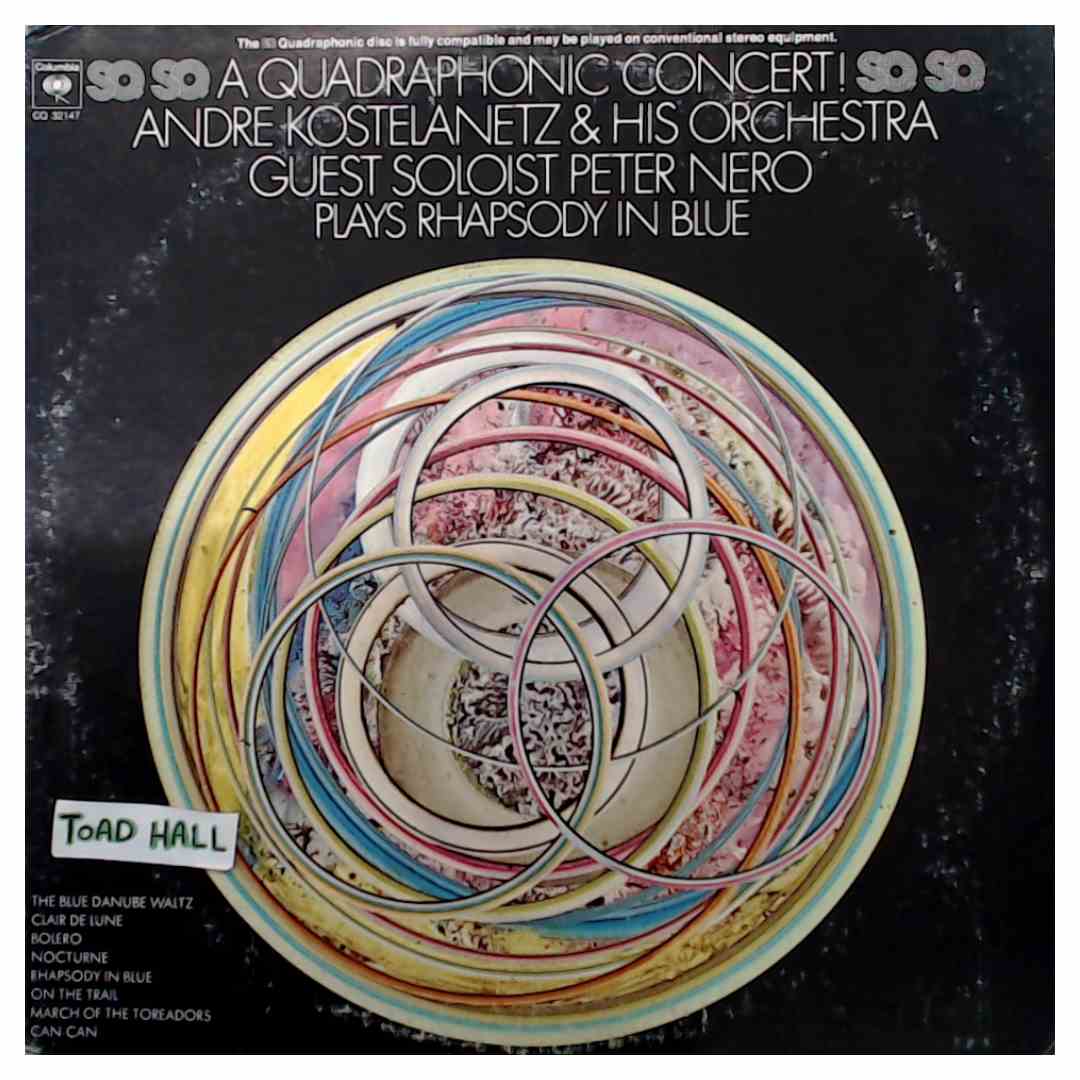 The SQ Quadraphonic disc is fully compatible and may be played on conventional stereo equipment.
Columbia
SQ SQ A QUADRAPHONIC CONCERT! SQ SQ
CQ 32147
ANDRE KOSTELANETZ & HIS ORCHESTRA
GUEST SOLOIST PETER NERO
PLAYS RHAPSODY IN BLUE
TOAD HALL
THE BLUE DANUBE WALTZ
CLAIR DE LUNE
BOLERO
NOCTURNE
RHAPSODY IN BLUE
ON THE TRAIL
MARCH OF THE TOREADORS
CAN CAN